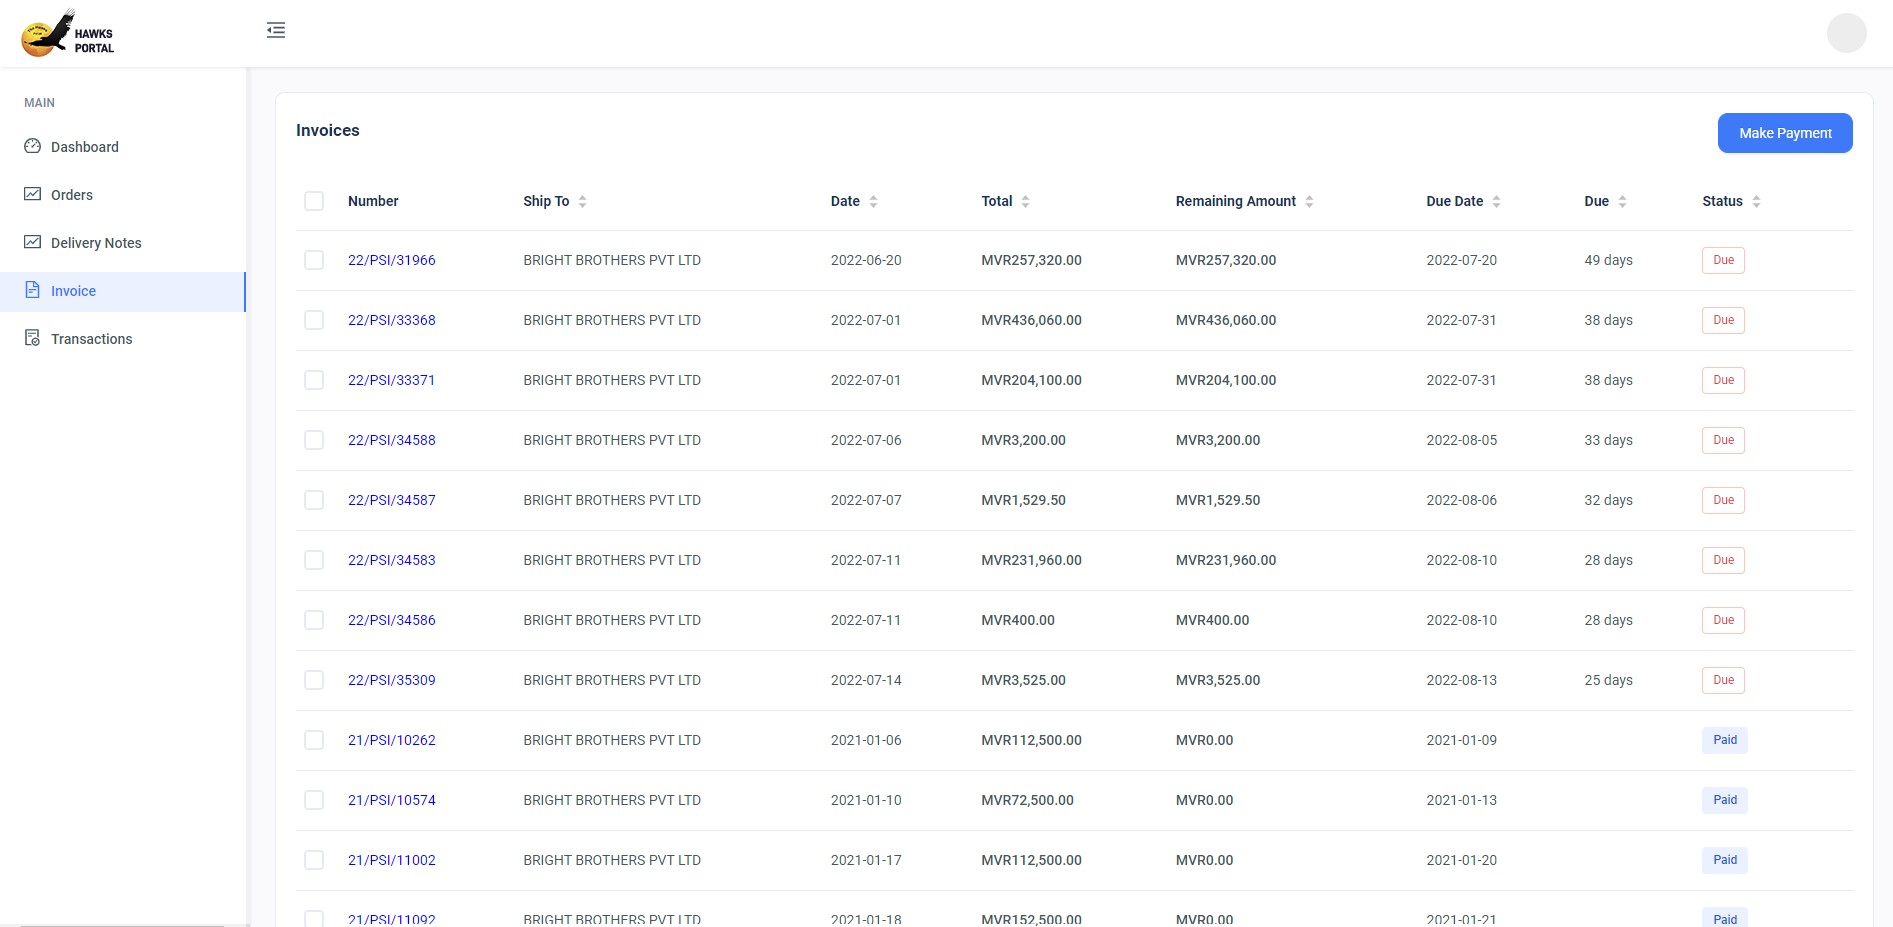 HAWKS
PORTAL
MAIN
Dashboard
Orders
Delivery Notes
Invoice
Transactions
Invoices
Make Payment
Number Ship To Date Total Remaining Amount Due Date Due Status
22/PSI/31966 BRIGHT BROTHERS PVT LTD 2022-06-20 MVR257,320.00 MVR257,320.00 2022-07-20 49 days Due
22/PSI/33368 BRIGHT BROTHERS PVT LTD 2022-07-01 MVR436,060.00 MVR436,060.00 2022-07-31 38 days Due
22/PSI/33371 BRIGHT BROTHERS PVT LTD 2022-07-01 MVR204,100.00 MVR204,100.00 2022-07-31 38 days Due
22/PSI/34588 BRIGHT BROTHERS PVT LTD 2022-07-06 MVR3,200.00 MVR3,200.00 2022-08-05 33 days Due
22/PSI/34587 BRIGHT BROTHERS PVT LTD 2022-07-07 MVR1,529.50 MVR1,529.50 2022-08-06 32 days Due
22/PSI/34583 BRIGHT BROTHERS PVT LTD 2022-07-11 MVR231,960.00 MVR231,960.00 2022-08-10 28 days Due
22/PSI/34586 BRIGHT BROTHERS PVT LTD 2022-07-11 MVR400.00 MVR400.00 2022-08-10 28 days Due
22/PSI/35309 BRIGHT BROTHERS PVT LTD 2022-07-14 MVR3,525.00 MVR3,525.00 2022-08-13 25 days Due
21/PSI/10262 BRIGHT BROTHERS PVT LTD 2021-01-06 MVR112,500.00 MVR0.00 2021-01-09 Paid
21/PSI/10574 BRIGHT BROTHERS PVT LTD 2021-01-10 MVR72,500.00 MVR0.00 2021-01-13 Paid
21/PSI/11002 BRIGHT BROTHERS PVT LTD 2021-01-17 MVR112,500.00 MVR0.00 2021-01-20 Paid
21/PSI/11092 BRIGHT BROTHERS PVT LTD 2021-01-18 MVR152,500.00 MVR0.00 2021-01-21 Paid